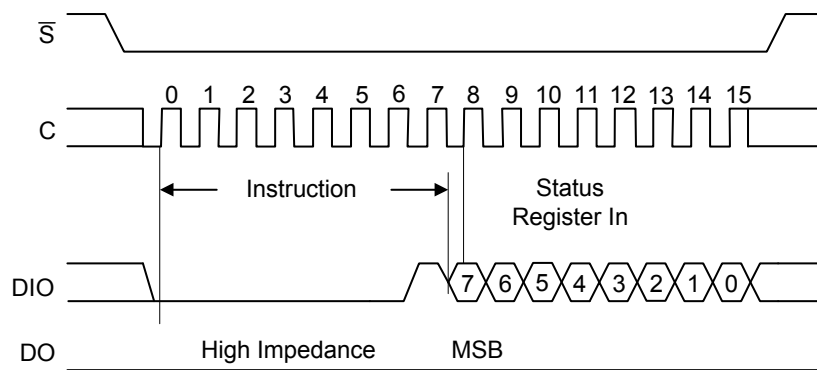 S
0 1 2 3 4 5 6 7 8 9 10 11 12 13 14 15
C
Instruction
Status
Register In
DIO
7 6 5 4 3 2 1 0
DO
High Impedance
MSB